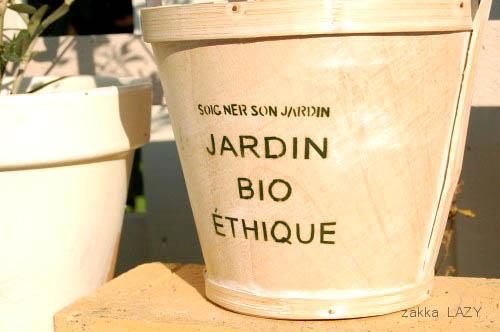 SOIGNER SON JARDIN
JARDIN
BIO
ÉTHIQUE
zakka LAZY